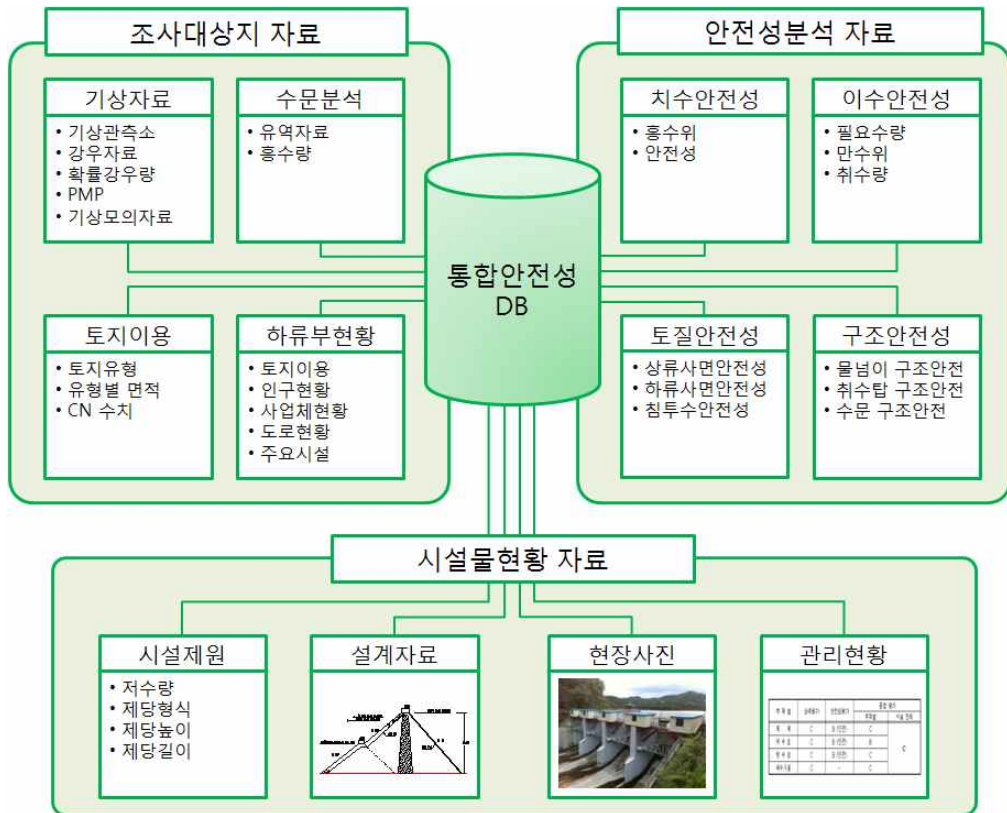 조사대상지 자료
기상자료
• 기상관측소
• 강우자료
• 확률강우량
• PMP
• 기상모의자료
수문분석
• 유역자료
• 홍수량
토지이용
• 토지유형
• 유형별 면적
• CN 수치
하류부현황
• 토지이용
• 인구현황
• 사업체현황
• 도로현황
• 주요시설
통합안전성
DB
안전성분석 자료
치수안전성
• 홍수위
• 안전성
이수안전성
• 필요수량
• 만수위
• 취수량
토질안전성
• 상류사면안전성
• 하류사면안전성
• 침투수안전성
구조안전성
• 물넘이 구조안전
• 취수탑 구조안전
• 수문 구조안전
시설물현황 자료
시설제원
• 저수량
• 제당형식
• 제당높이
• 제당길이
설계자료
현장사진
관리현황